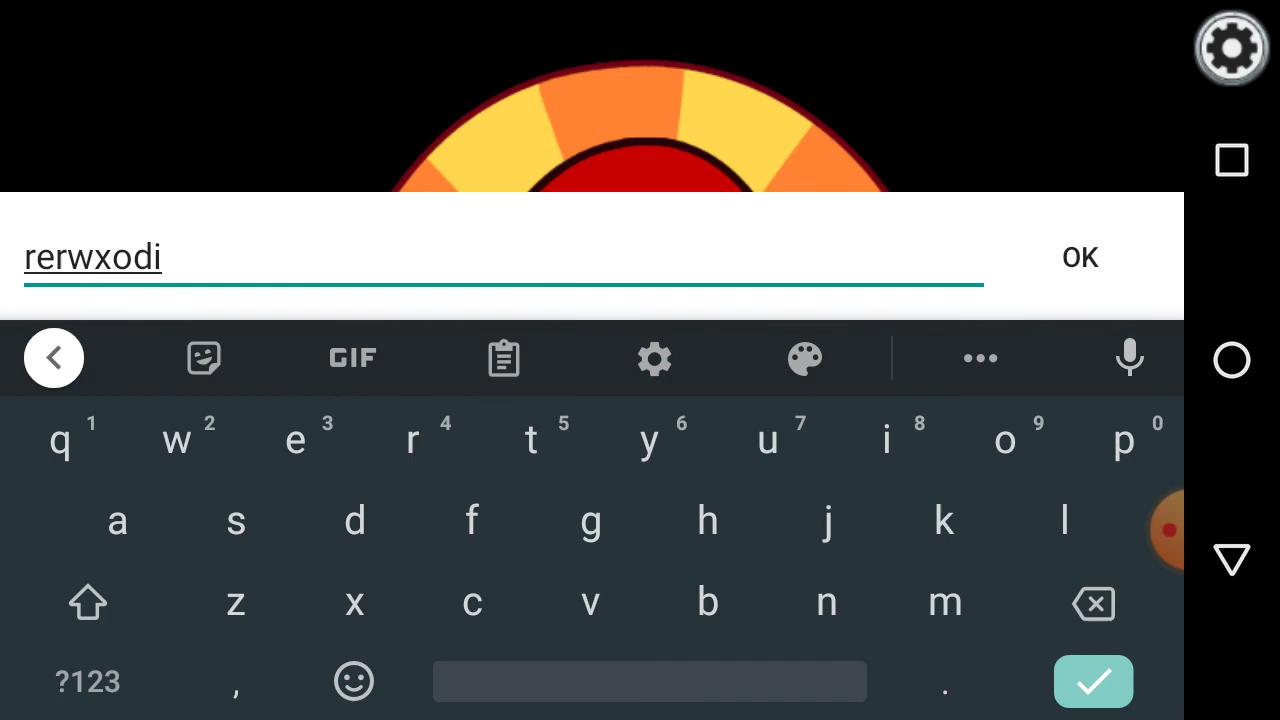 rerwxodi
OK
GIF
q 1 w 2 e 3 r 4 t 5 y 6 u 7 i 8 o 9 p 0
a s d f g h j k l
z x c v b n m
?123 , .